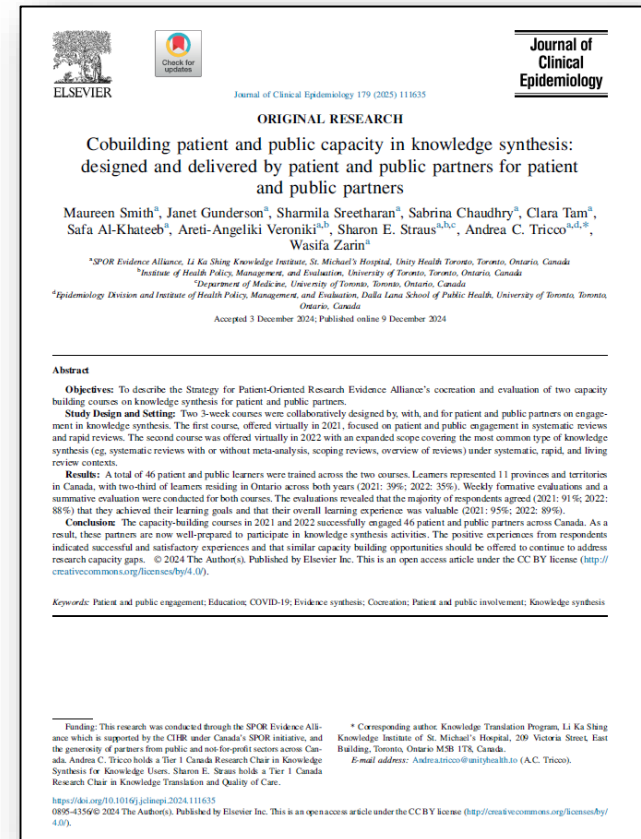 ELSEVIER
Check for
updates
Journal of Clinical Epidemiology 179 (2025) 111635
Journal of
Clinical
Epidemiology
ORIGINAL RESEARCH
Cobuilding patient and public capacity in knowledge synthesis:
designed and delivered by patient and public partners for patient
and public partners
Maureen Smithᵃ, Janet Gundersonᵃ, Sharmila Sreetharanᵃ, Sabrina Chaudhryᵃ, Clara Tamᵃ,
Safa Al-Khateebᵃ, Areti-Angeliki Veronikiᵃ,ᵇ, Sharon E. Strausᵃ,ᵇ,ᶜ, Andrea C. Triccoᵃ,ᵈ,*,
Wasifa Zarinᵃ
ᵃSPOR Evidence Alliance, Li Ka Shing Knowledge Institute, St. Michael's Hospital, Unity Health Toronto, Toronto, Ontario, Canada
ᵇInstitute of Health Policy, Management, and Evaluation, University of Toronto, Toronto, Ontario, Canada
ᶜDepartment of Medicine, University of Toronto, Toronto, Ontario, Canada
ᵈEpidemiology Division and Institute of Health Policy, Management, and Evaluation, Dalla Lana School of Public Health, University of Toronto, Toronto,
Ontario, Canada
Accepted 3 December 2024; Published online 9 December 2024
Abstract
Objectives: To describe the Strategy for Patient-Oriented Research Evidence Alliance's cocreation and evaluation of two capacity
building courses on knowledge synthesis for patient and public partners.
Study Design and Setting: Two 3-week courses were collaboratively designed by, with, and for patient and public partners on engage-
ment in knowledge synthesis. The first course, offered virtually in 2021, focused on patient and public engagement in systematic reviews
and rapid reviews. The second course was offered virtually in 2022 with an expanded scope covering the most common type of knowledge
synthesis (eg, systematic reviews with or without meta-analysis, scoping reviews, overview of reviews) under systematic, rapid, and living
review contexts.
Results: A total of 46 patient and public learners were trained across the two courses. Learners represented 11 provinces and territories
in Canada, with two-third of learners residing in Ontario across both years (2021: 39%; 2022: 35%). Weekly formative evaluations and a
summative evaluation were conducted for both courses. The evaluations revealed that the majority of respondents agreed (2021: 91%; 2022:
88%) that they achieved their learning goals and that their overall learning experience was valuable (2021: 95%; 2022: 89%).
Conclusion: The capacity-building courses in 2021 and 2022 successfully engaged 46 patient and public partners across Canada. As a
result, these partners are now well-prepared to participate in knowledge synthesis activities. The positive experiences from respondents
indicated successful and satisfactory experiences and that similar capacity building opportunities should be offered to continue to address
research capacity gaps. © 2024 The Author(s). Published by Elsevier Inc. This is an open access article under the CC BY license (http://
creativecommons.org/licenses/by/4.0/).
Keywords: Patient and public engagement; Education; COVID-19; Evidence synthesis; Cocreation; Patient and public involvement; Knowledge synthesis
Funding: This research was conducted through the SPOR Evidence Alli-
ance which is supported by the CIHR under Canada's SPOR initiative, and
the generosity of partners from public and not-for-profit sectors across Can-
ada. Andrea C. Tricco holds a Tier 1 Canada Research Chair in Knowledge
Synthesis for Knowledge Users. Sharon E. Straus holds a Tier 1 Canada
Research Chair in Knowledge Translation and Quality of Care.
* Corresponding author. Knowledge Translation Program, Li Ka Shing
Knowledge Institute of St. Michael's Hospital, 209 Victoria Street, East
Building, Toronto, Ontario M5B 1T8, Canada.
E-mail address: Andrea.tricco@unityhealth.to (A.C. Tricco).
https://doi.org/10.1016/j.jclinepi.2024.111635
0895-4356/© 2024 The Author(s). Published by Elsevier Inc. This is an open access article under the CC BY license (http://creativecommons.org/licenses/by/
4.0/).